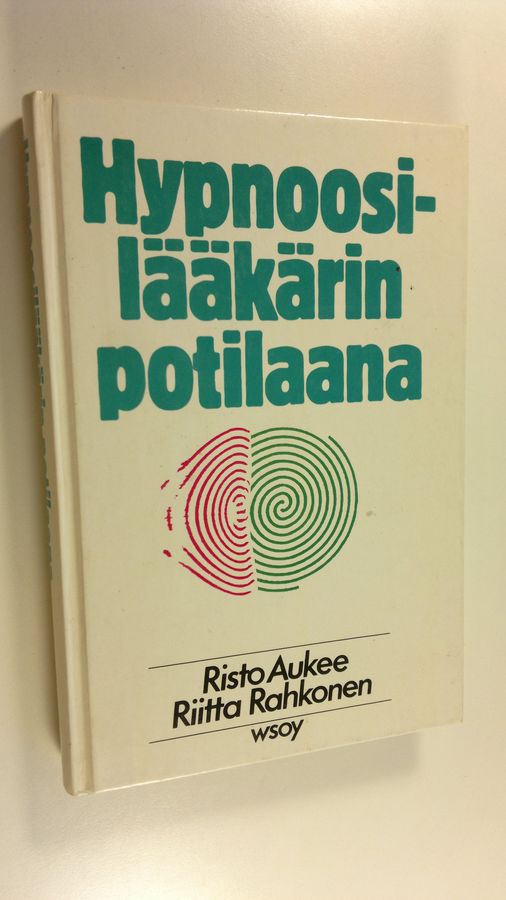 Hypnoosi-
lääkärin
potilaana
Risto Aukee
Riitta Rahkonen
wsoy